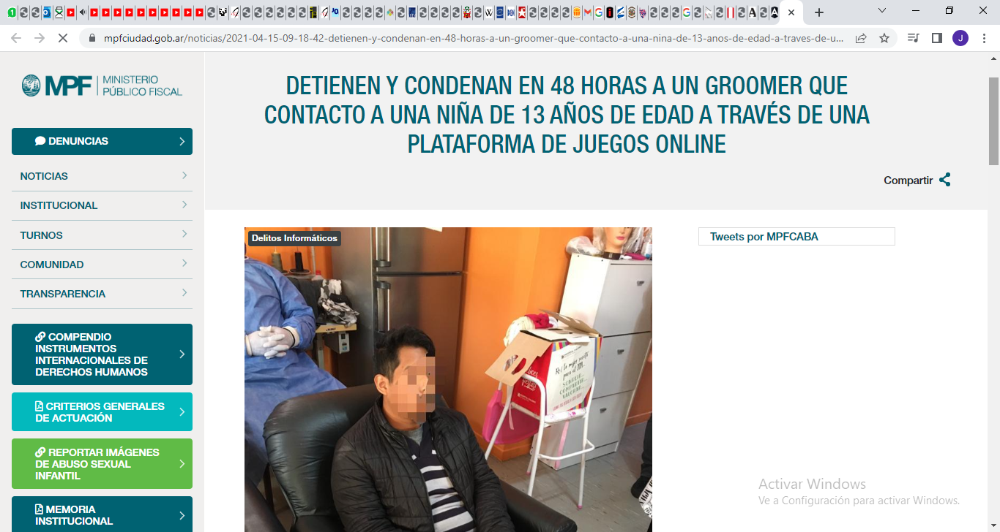 mpfciudad.gob.ar/noticias/2021-04-15-09-18-42-detienen-y-condenan-en-48-horas-a-un-groomer-que-contacto-a-una-nina-de-13-anos-de-edad-a-traves-de-u...
J
MPF MINISTERIO
PÚBLICO FISCAL
DENUNCIAS
NOTICIAS
INSTITUCIONAL
TURNOS
COMUNIDAD
TRANSPARENCIA
COMPENDIO
INSTRUMENTOS
INTERNACIONALES DE
DERECHOS HUMANOS
CRITERIOS GENERALES
DE ACTUACIÓN
REPORTAR IMÁGENES
DE ABUSO SEXUAL
INFANTIL
MEMORIA
INSTITUCIONAL
DETIENEN Y CONDENAN EN 48 HORAS A UN GROOMER QUE
CONTACTO A UNA NIÑA DE 13 AÑOS DE EDAD A TRAVÉS DE UNA
PLATAFORMA DE JUEGOS ONLINE
Compartir
Delitos Informáticos
Tweets por MPFCABA
Activar Windows
Ve a Configuración para activar Windows.